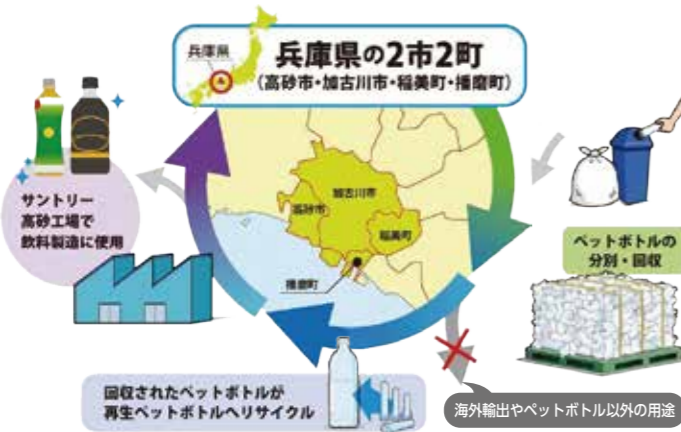 兵庫県
兵庫県の2市2町
(高砂市・加古川市・稲美町・播磨町)
サントリー
高砂工場で
飲料製造に使用
加古川市
高砂市
稲美町
播磨町
ペットボトルの
分別・回収
回収されたペットボトルが
再生ペットボトルへリサイクル
海外輸出やペットボトル以外の用途